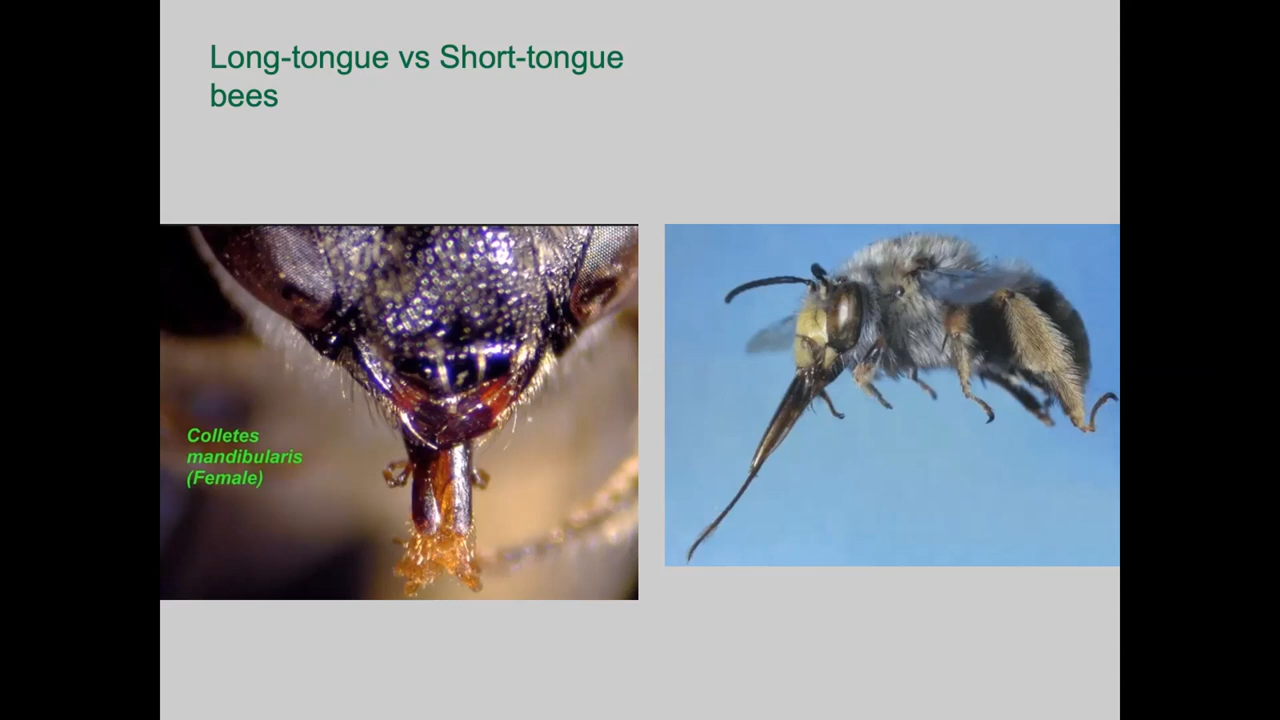 Long-tongue vs Short-tongue
bees
Colletes
mandibularis
(Female)